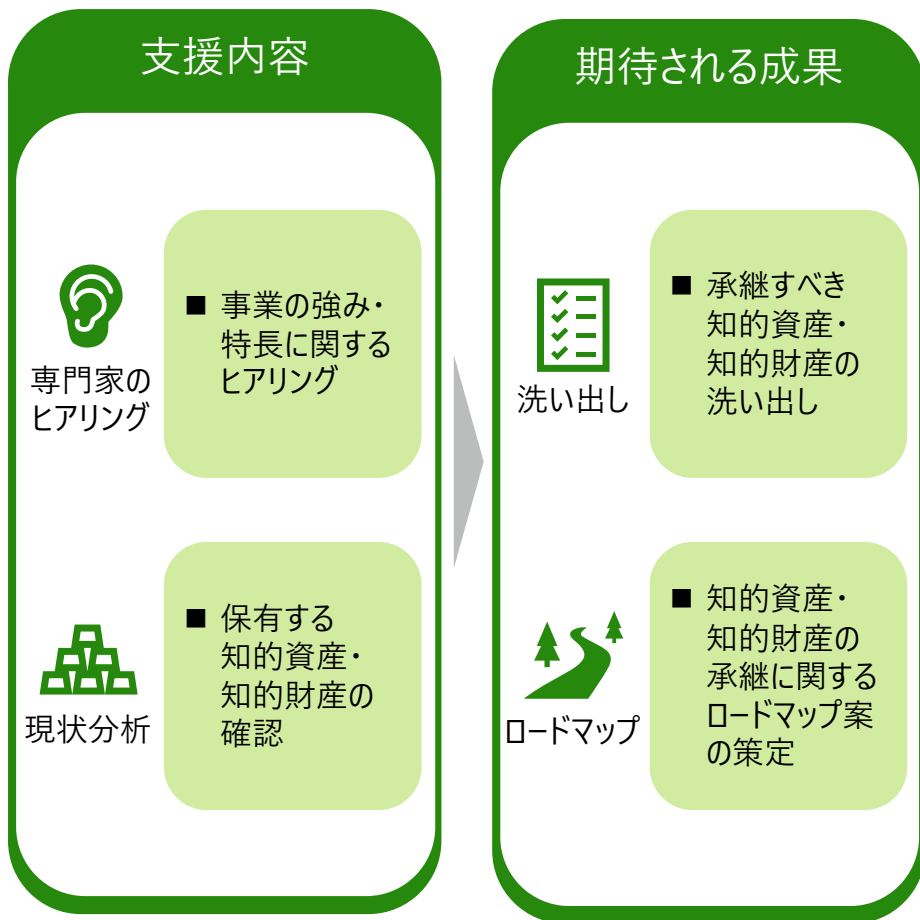 支援内容
専門家の
ヒアリング
■ 事業の強み・
特長に関する
ヒアリング
現状分析
■ 保有する
知的資産・
知的財産の
確認
期待される成果
洗い出し
■ 承継すべき
知的資産・
知的財産の
洗い出し
ロードマップ
■ 知的資産・
知的財産の
承継に関する
ロードマップ案
の策定